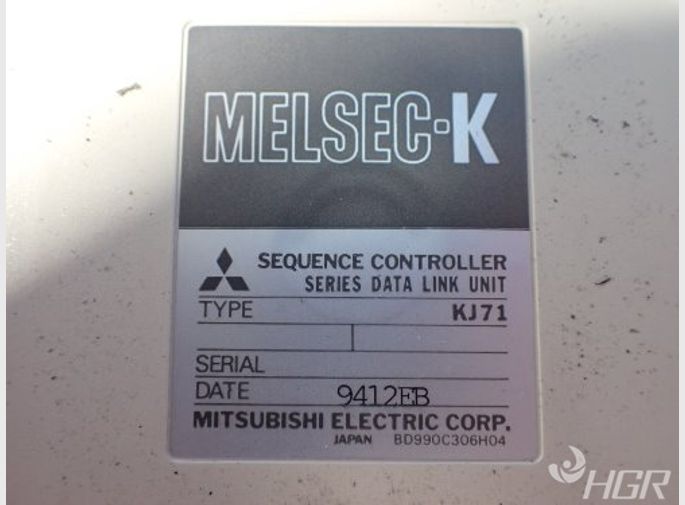 MELSEC-K
SEQUENCE CONTROLLER
SERIES DATA LINK UNIT
TYPE KJ71
SERIAL
DATE 9412EB
MITSUBISHI ELECTRIC CORP.
JAPAN BD990C306H04
HGR